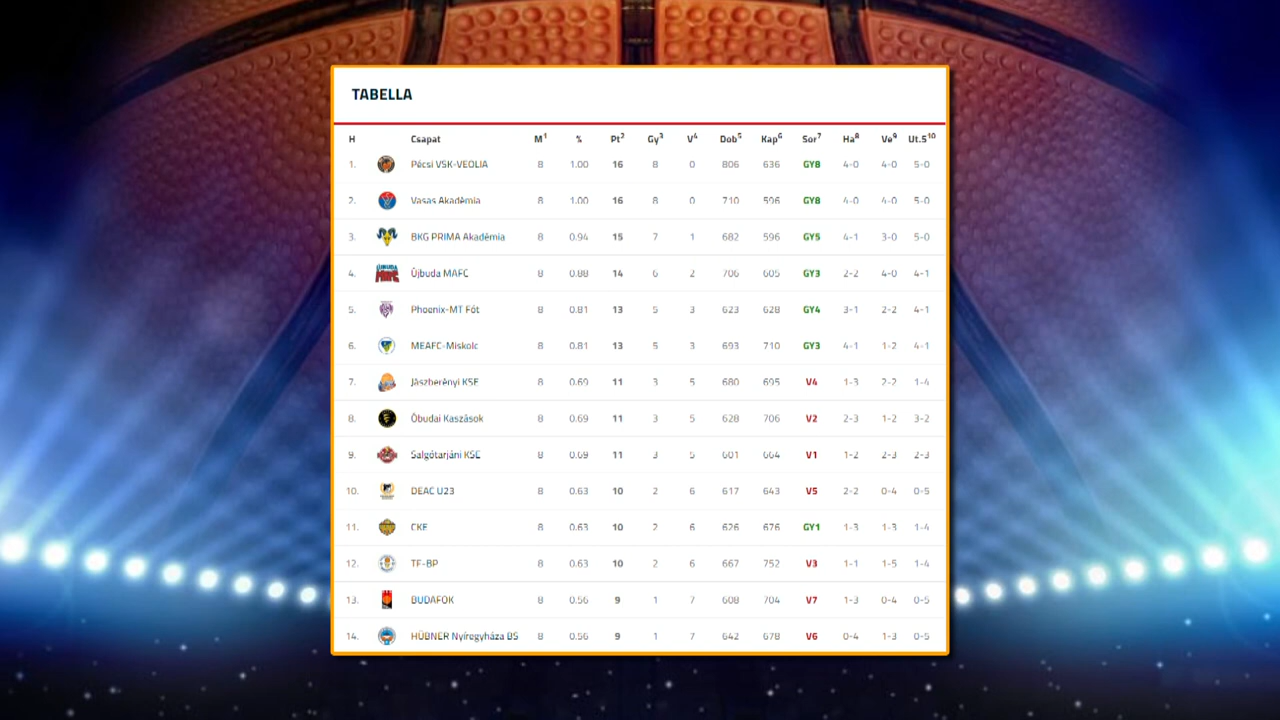 TABELLA
H Csapat M1 % Pt2 Gy3 V4 Dob5 Kap6 Sor7 Ha8 Ve9 Ut.510
1. Pécsi VSK-VEOLIA 8 1.00 16 8 0 806 636 GY8 4-0 4-0 5-0
2. Vasas Akadémia 8 1.00 16 8 0 710 596 GY8 4-0 4-0 5-0
3. BKG PRIMA Akadémia 8 0.94 15 7 1 682 596 GY5 4-1 3-0 5-0
4. Újbuda MAFC 8 0.88 14 6 2 706 605 GY3 2-2 4-0 4-1
5. Phoenix-MT Fót 8 0.81 13 5 3 623 628 GY4 3-1 2-2 4-1
6. MEAFC-Miskolc 8 0.81 13 5 3 693 710 GY3 4-1 1-2 4-1
7. Jászberényi KSE 8 0.69 11 3 5 680 695 V4 1-3 2-2 1-4
8. Óbudai Kaszások 8 0.69 11 3 5 628 706 V2 2-3 1-2 3-2
9. Salgótarjáni KSE 8 0.69 11 3 5 601 664 V1 1-2 2-3 2-3
10. DEAC U23 8 0.63 10 2 6 617 643 V5 2-2 0-4 0-5
11. CKE 8 0.63 10 2 6 626 676 GY1 1-3 1-3 1-4
12. TF-BP 8 0.63 10 2 6 667 752 V3 1-1 1-5 1-4
13. BUDAFOK 8 0.56 9 1 7 608 704 V7 1-3 0-4 0-5
14. HÜBNER Nyíregyháza BS 8 0.56 9 1 7 642 678 V6 0-4 1-3 0-5